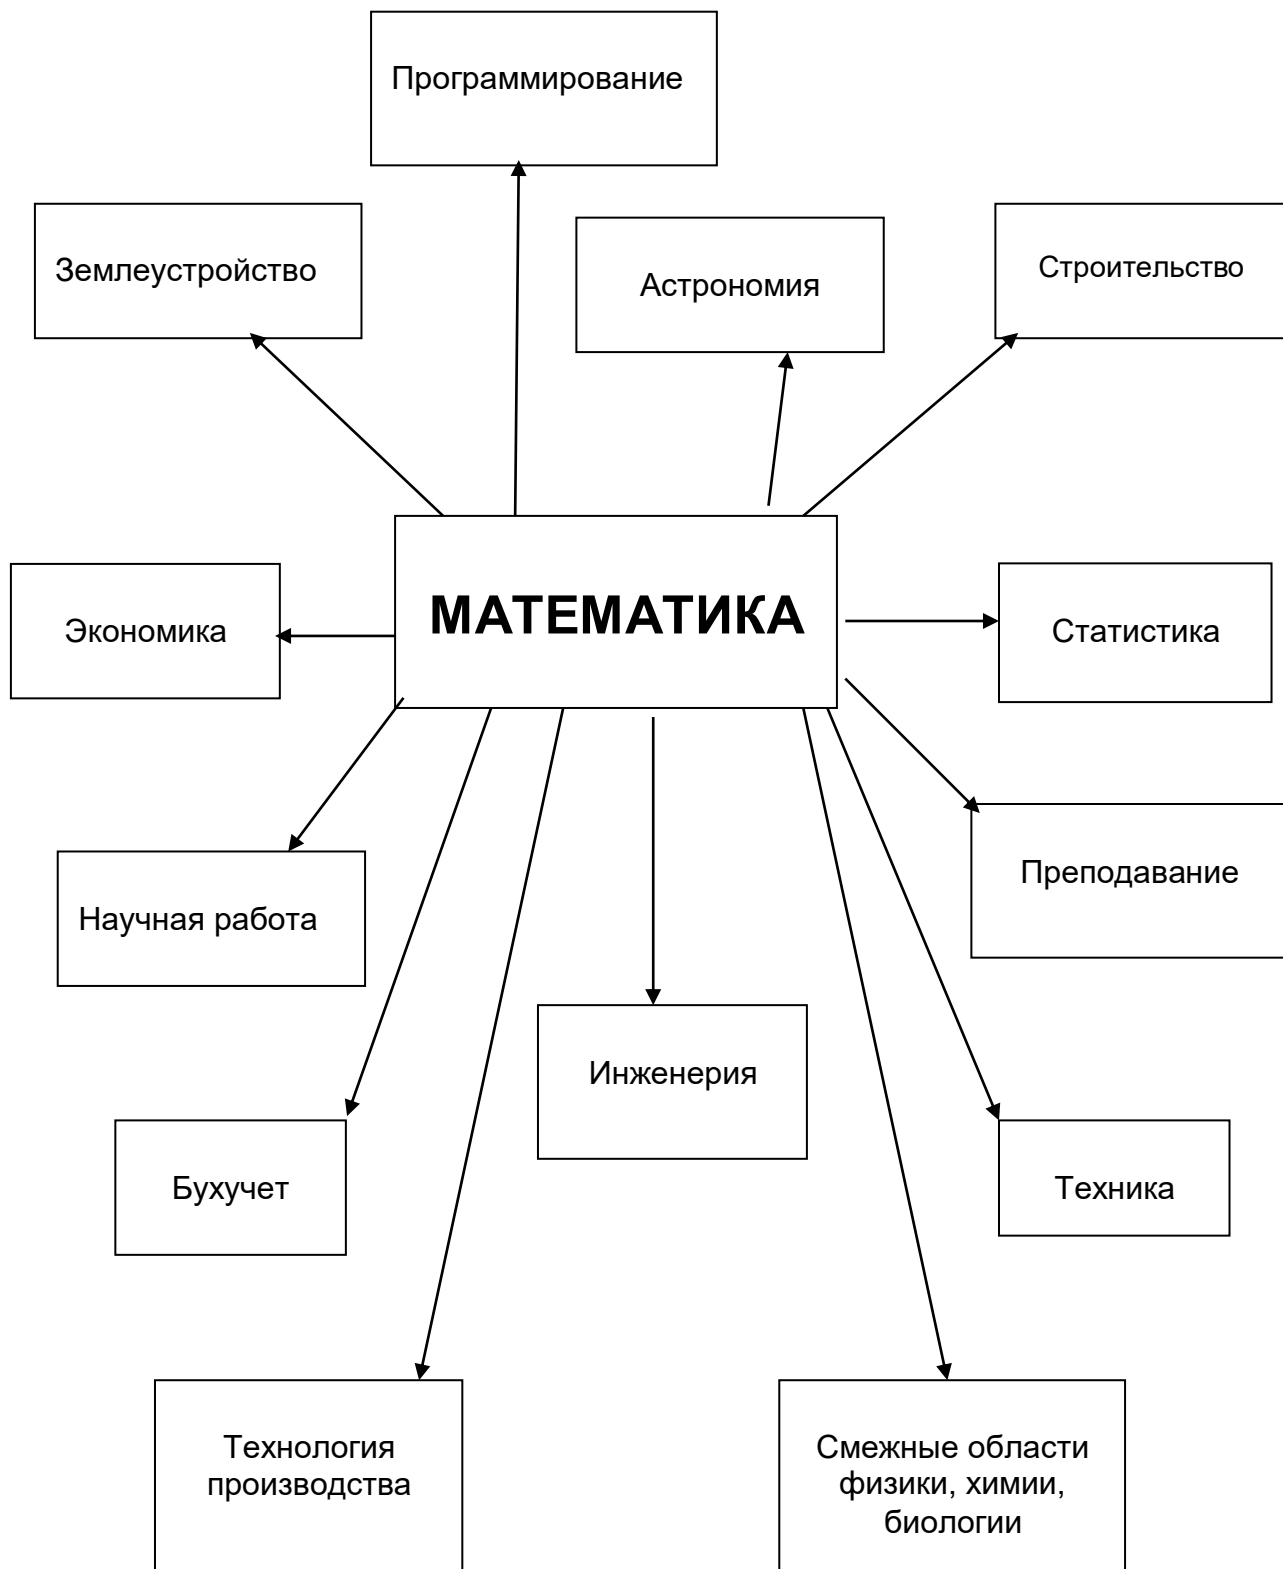 Программирование
Землеустройство
Астрономия
Строительство
МАТЕМАТИКА
Экономика
Статистика
Преподавание
Научная работа
Инженерия
Бухучет
Техника
Технология
производства
Смежные области
физики, химии,
биологии